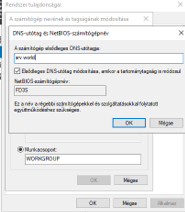 Rendszer tulajdonságai
A számítógép nevének és tagságának módosítása
DNS-utótag és NetBIOS-számítógépnév
A számítógép elsődleges DNS-utótagja:
srv.world
Elsődleges DNS-utótag módosítása, amikor a tartománytagság is módosul
NetBIOS-számítógépnév:
FD3S
Ez a név a régebbi számítógépekkel és szolgáltatásokkal folytatott
együttműködéshez szükséges.
OK Mégse
Munkacsoport:
WORKGROUP
OK Mégse
OK Mégse Alkalmaz